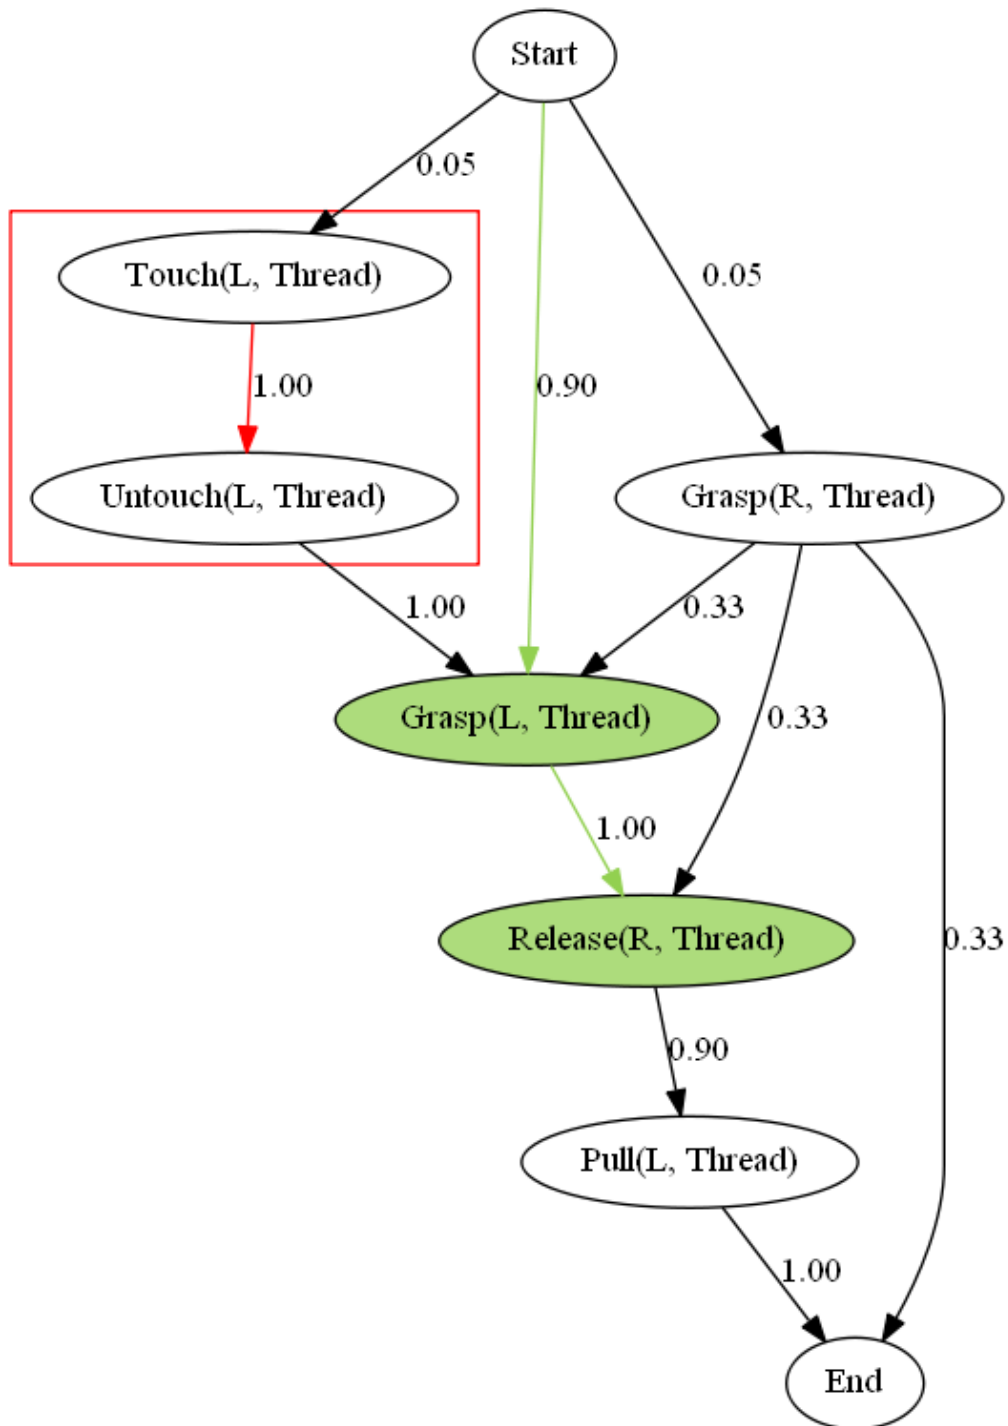 Start
0.05
Touch(L, Thread)
0.05
1.00
0.90
Untouch(L, Thread)
Grasp(R, Thread)
1.00
0.33
Grasp(L, Thread)
0.33
1.00
Release(R, Thread)
0.33
0.90
Pull(L, Thread)
1.00
End